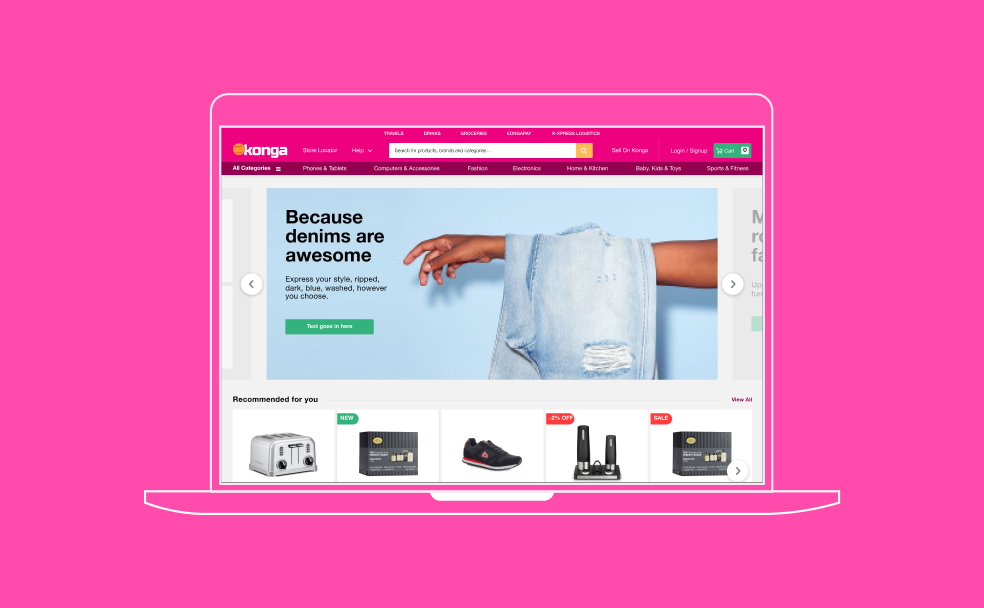 TRAVELS DRINKS GROCERIES KONGAPAY K-XPRESS LOGISTICS
konga Store Locator Help Search for products, brands and categories... Sell On Konga Login / Signup Cart 0
All Categories Phones & Tablets Computers & Accessories Fashion Electronics Home & Kitchen Baby, Kids & Toys Sports & Fitness
Because
denims are
awesome
Express your style, ripped,
dark, blue, washed, however
you choose.
Text goes in here
Recommended for you View All
NEW -2% OFF SALE